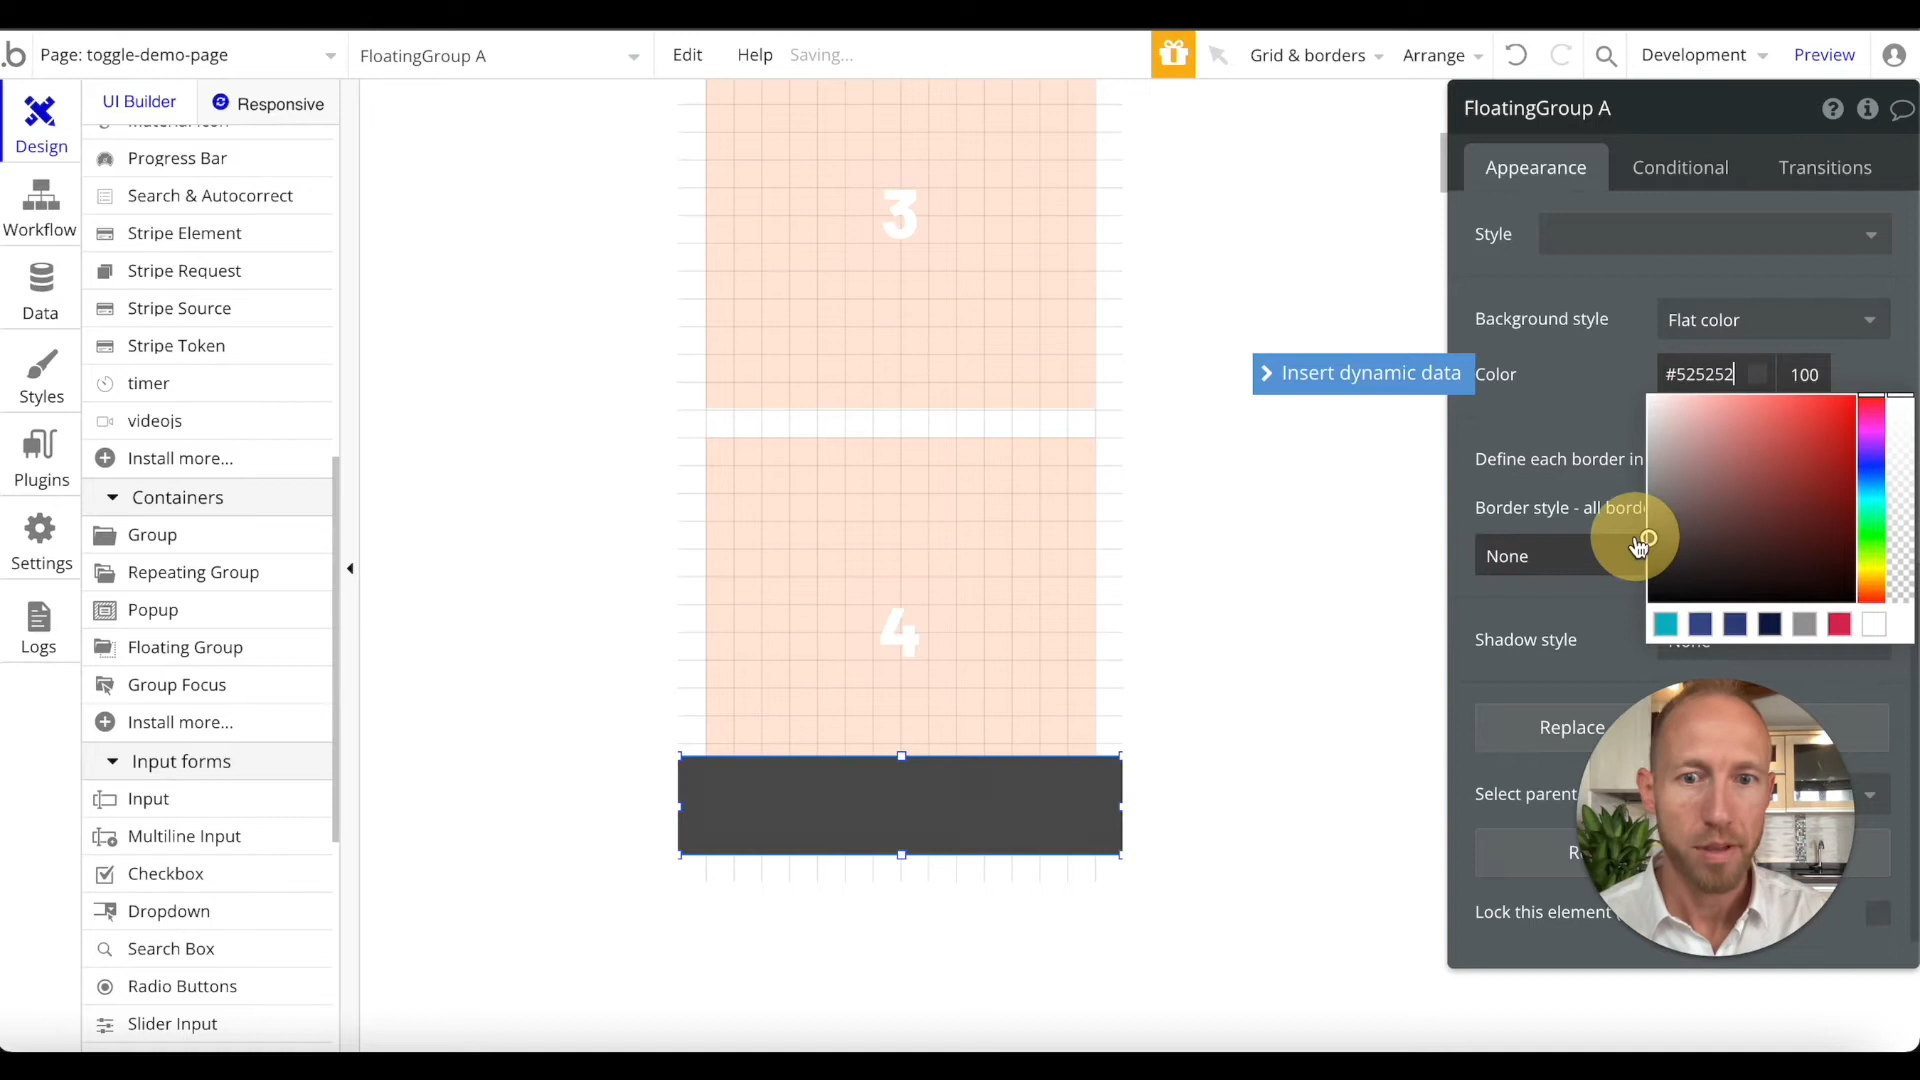 Page: toggle-demo-page
FloatingGroup A
Edit
Help
Saving...
Grid & borders
Arrange
Development
Preview
UI Builder
Responsive
Design
Workflow
Data
Styles
Plugins
Settings
Logs
Material Icon
Progress Bar
Search & Autocorrect
Stripe Element
Stripe Request
Stripe Source
Stripe Token
timer
videojs
Install more...
Containers
Group
Repeating Group
Popup
Floating Group
Group Focus
Install more...
Input forms
Input
Multiline Input
Checkbox
Dropdown
Search Box
Radio Buttons
Slider Input
3
4
FloatingGroup A
Appearance
Conditional
Transitions
Style
Background style
Flat color
Insert dynamic data
Color
#525252
100
Define each border in
Border style - all bord
None
Shadow style
None
Replace
Select parent
R
Lock this element